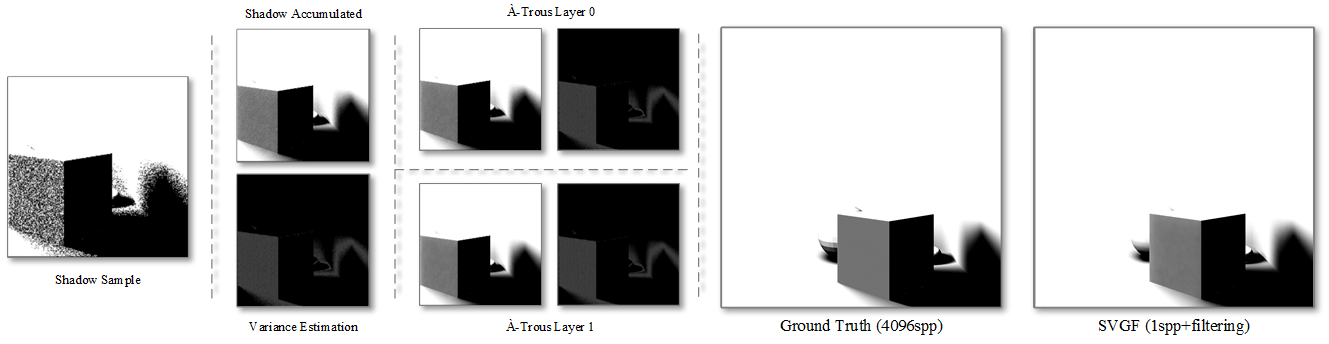 Shadow Accumulated
À-Trous Layer 0
Shadow Sample
Variance Estimation
À-Trous Layer 1
Ground Truth (4096spp)
SVGF (1spp+filtering)